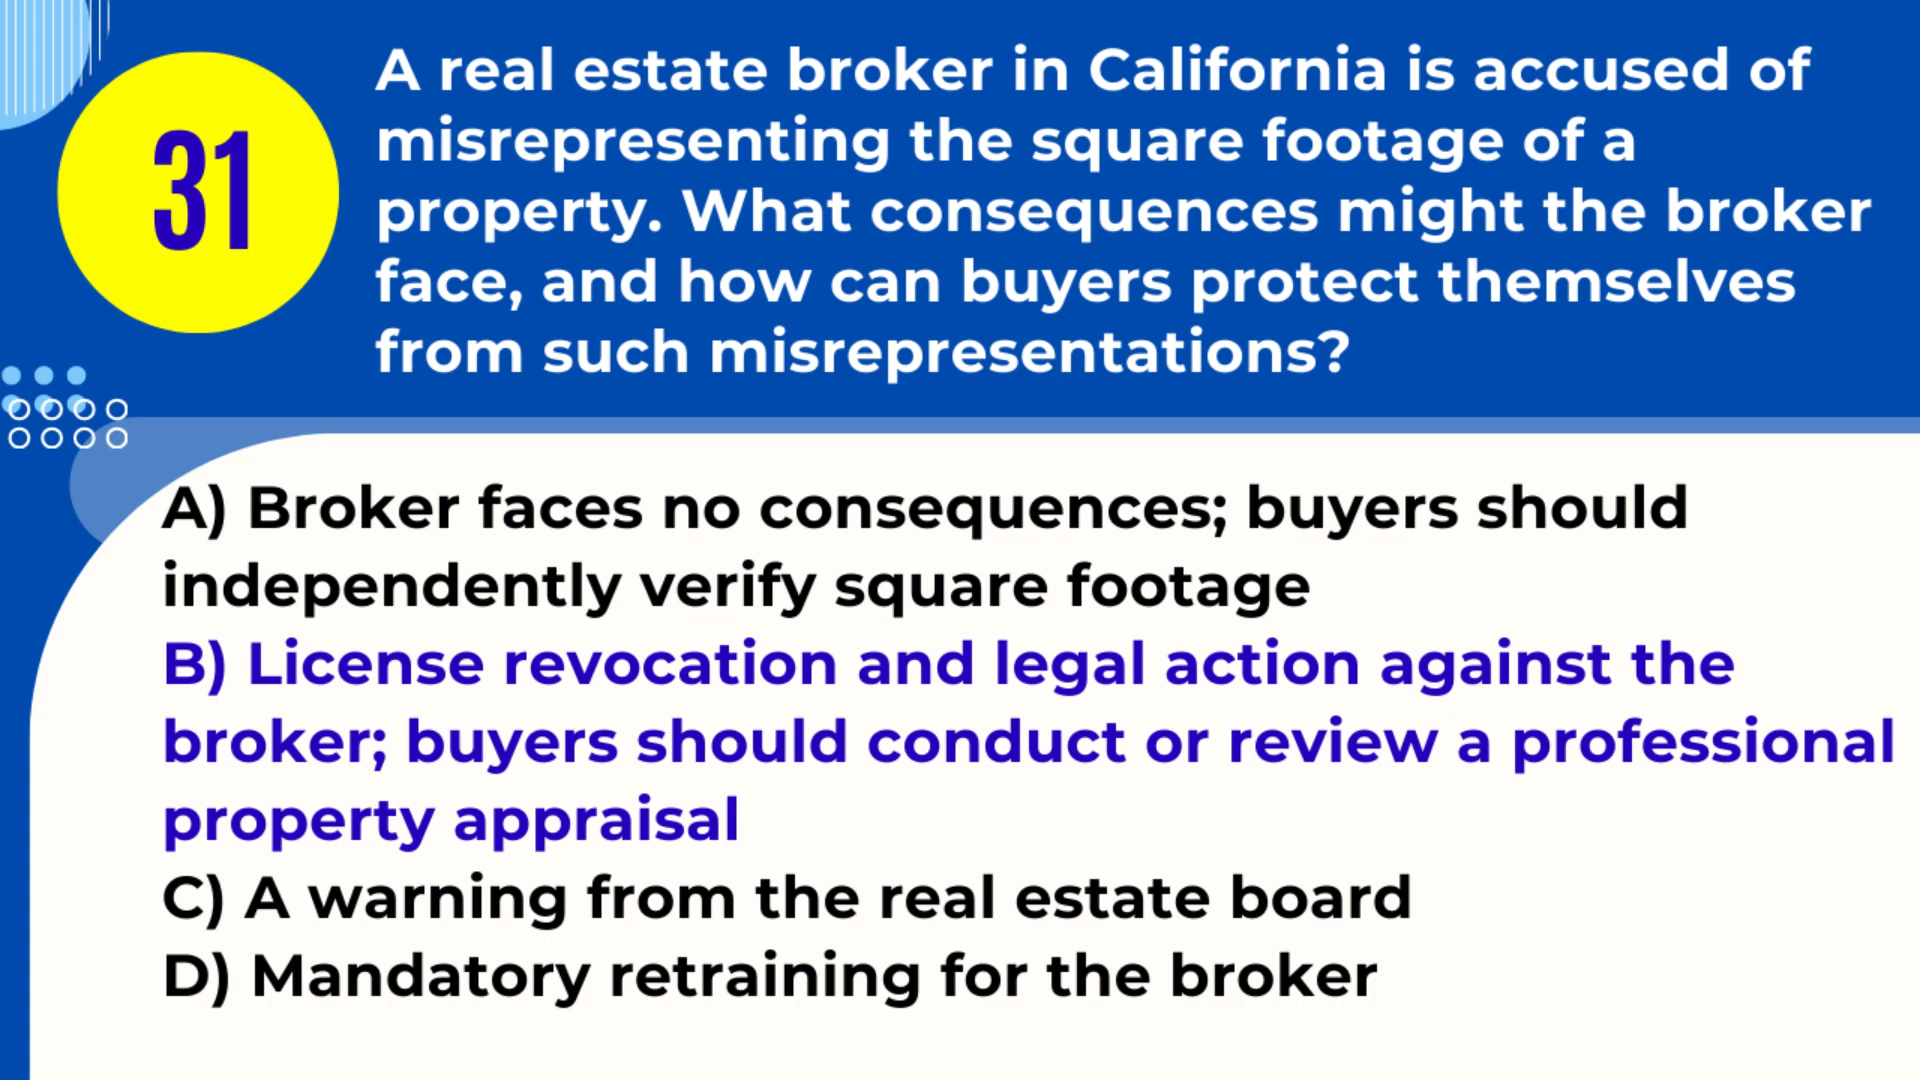 31
A real estate broker in California is accused of
misrepresenting the square footage of a
property. What consequences might the broker
face, and how can buyers protect themselves
from such misrepresentations?
A) Broker faces no consequences; buyers should
independently verify square footage
B) License revocation and legal action against the
broker; buyers should conduct or review a professional
property appraisal
C) A warning from the real estate board
D) Mandatory retraining for the broker